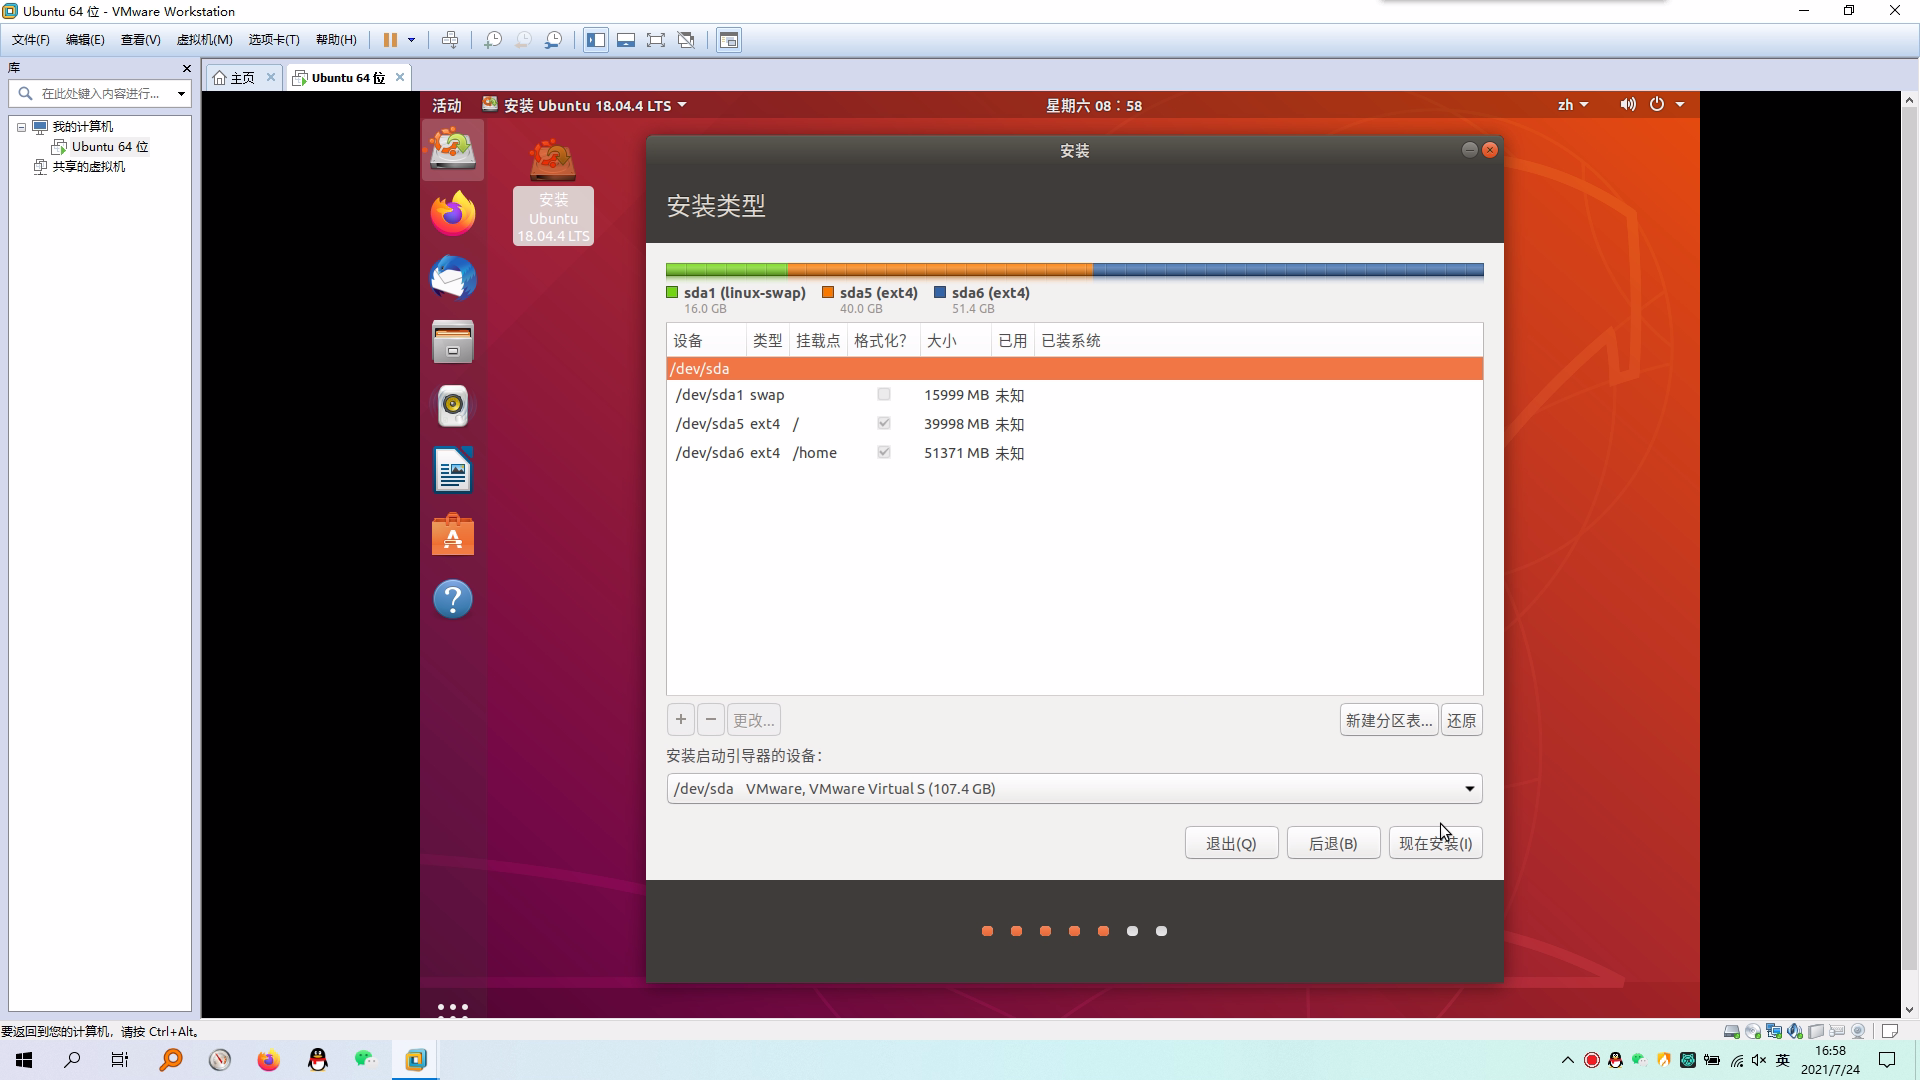 Ubuntu 64 位 - VMware Workstation
文件(F) 编辑(E) 查看(V) 虚拟机(M) 选项卡(T) 帮助(H)
库
主页
Ubuntu 64 位
在此处键入内容进行...
我的计算机
Ubuntu 64 位
共享的虚拟机
活动
安装 Ubuntu 18.04.4 LTS
星期六 08：58
zh
安装
Ubuntu
18.04.4 LTS
安装
安装类型
sda1 (linux-swap)
16.0 GB
sda5 (ext4)
40.0 GB
sda6 (ext4)
51.4 GB
设备 类型 挂载点 格式化? 大小 已用 已装系统
/dev/sda
/dev/sda1 swap 15999 MB 未知
/dev/sda5 ext4 / 39998 MB 未知
/dev/sda6 ext4 /home 51371 MB 未知
+ − 更改... 新建分区表... 还原
安装启动引导器的设备：
/dev/sda VMware, VMware Virtual S (107.4 GB)
退出(Q) 后退(B) 现在安装(I)
要返回到您的计算机，请按 Ctrl+Alt。
英
16:58
2021/7/24